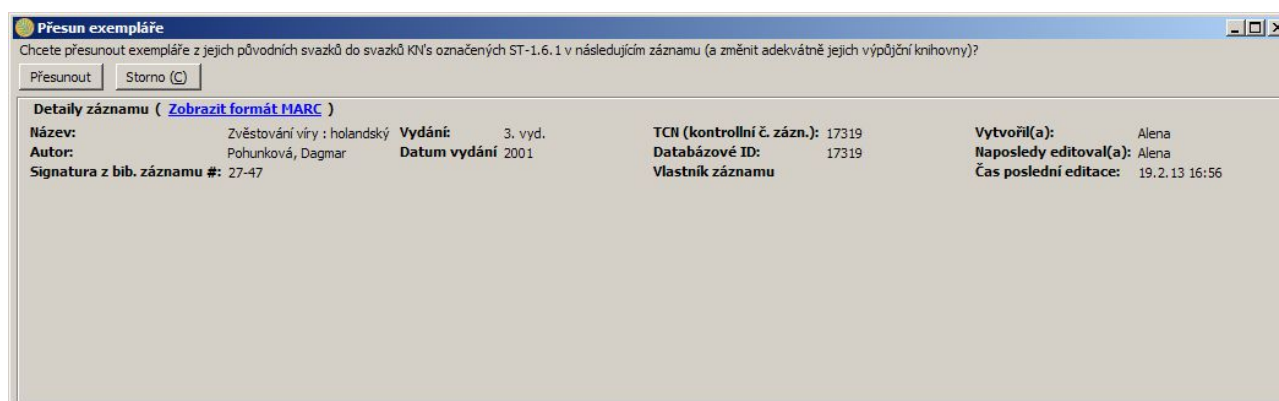 Přesun exempláře
Chcete přesunout exempláře z jejich původních svazků do svazků KN's označených ST-1.6.1 v následujícím záznamu (a změnit adekvátně jejich výpůjční knihovny)?
Přesunout Storno (C)
Detaily záznamu ( Zobrazit formát MARC )
Název: Zvěstování víry : holandský Vydání: 3. vyd. TCN (kontrollní č. zázn.): 17319 Vytvořil(a): Alena
Autor: Pohunková, Dagmar Datum vydání 2001 Databázové ID: 17319 Naposledy editoval(a): Alena
Signatura z bib. záznamu #: 27-47 Vlastník záznamu Čas poslední editace: 19.2.13 16:56